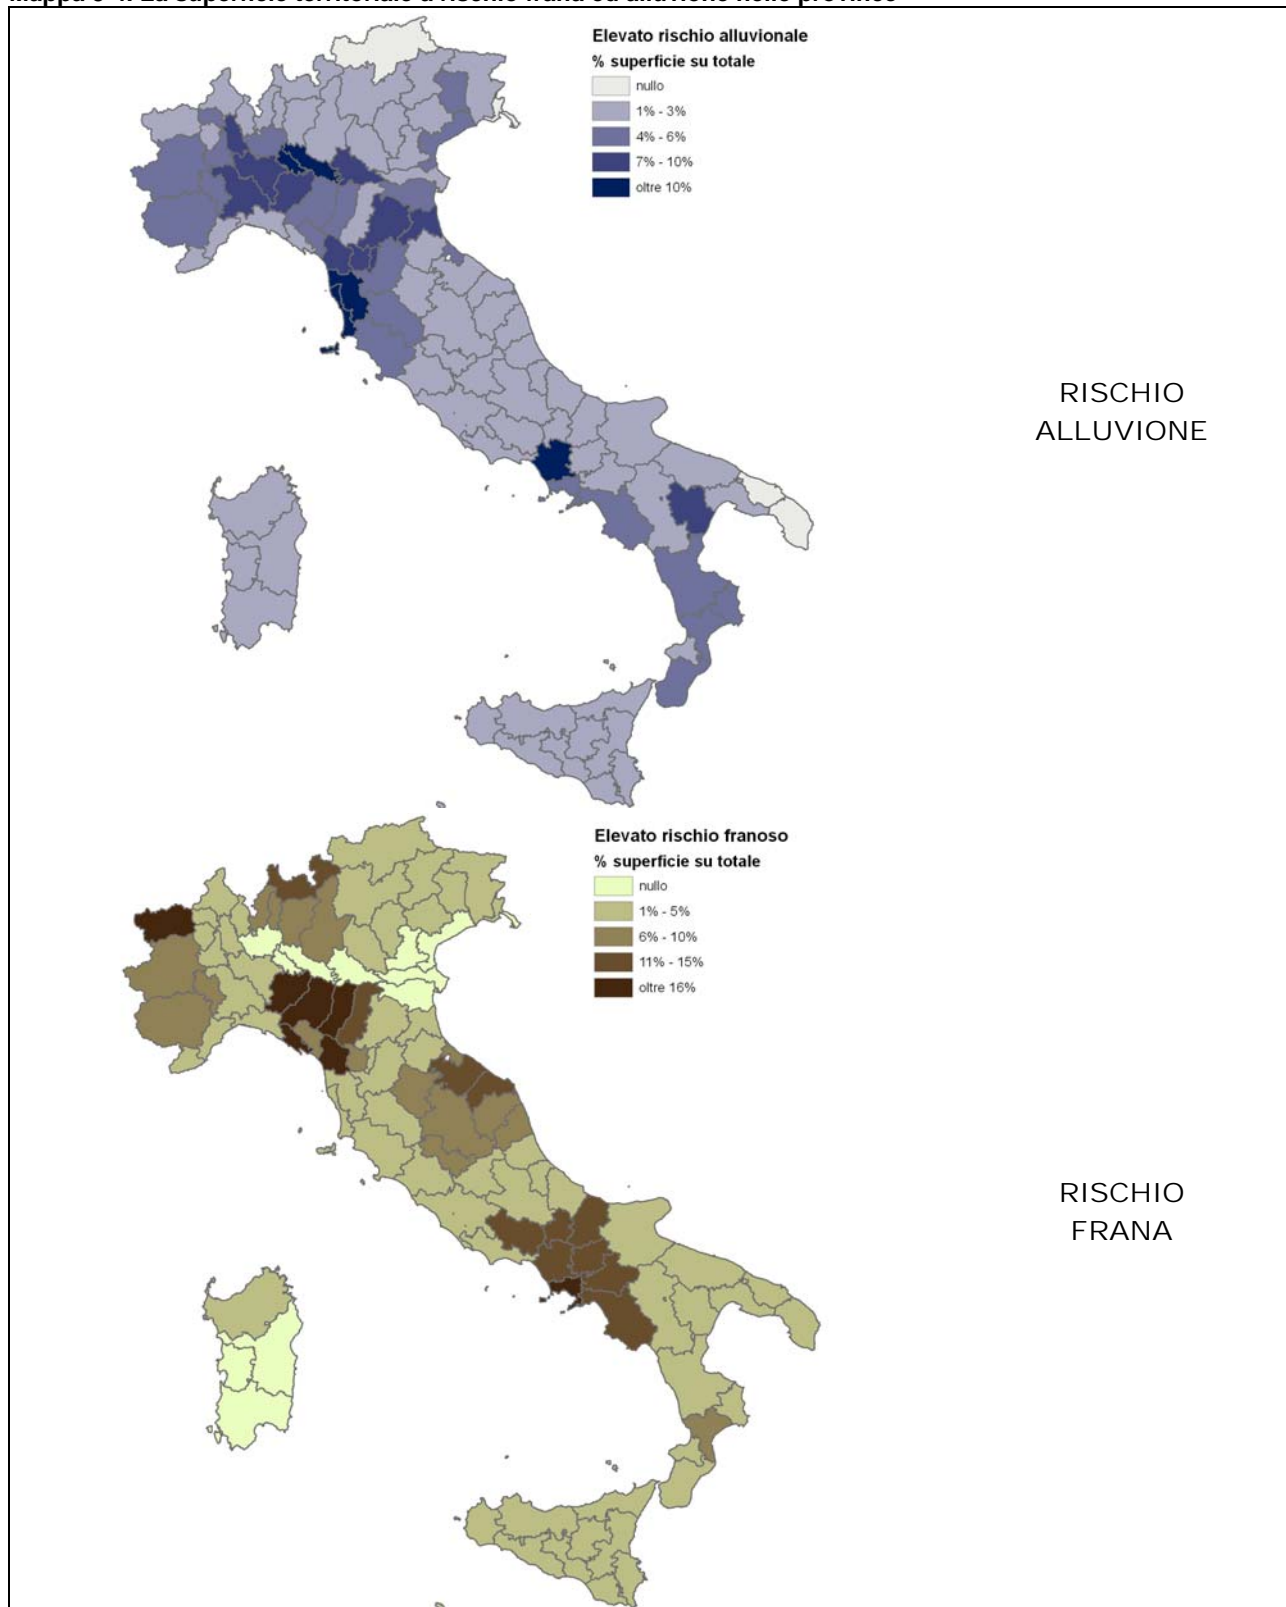 Elevato rischio alluvionale
% superficie su totale
nullo
1% - 3%
4% - 6%
7% - 10%
oltre 10%
RISCHIO
ALLUVIONE
Elevato rischio franoso
% superficie su totale
nullo
1% - 5%
6% - 10%
11% - 15%
oltre 16%
RISCHIO
FRANA